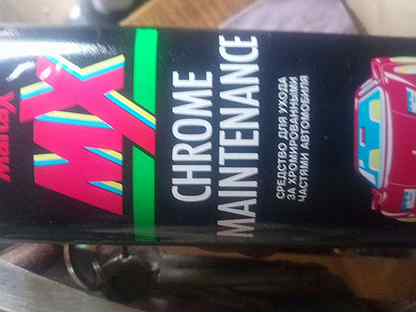 MX
CHROME
MAINTENANCE
СРЕДСТВО ДЛЯ УХОДА
ЗА ХРОМИРОВАННЫМИ
ЧАСТЯМИ АВТОМОБИЛЯ